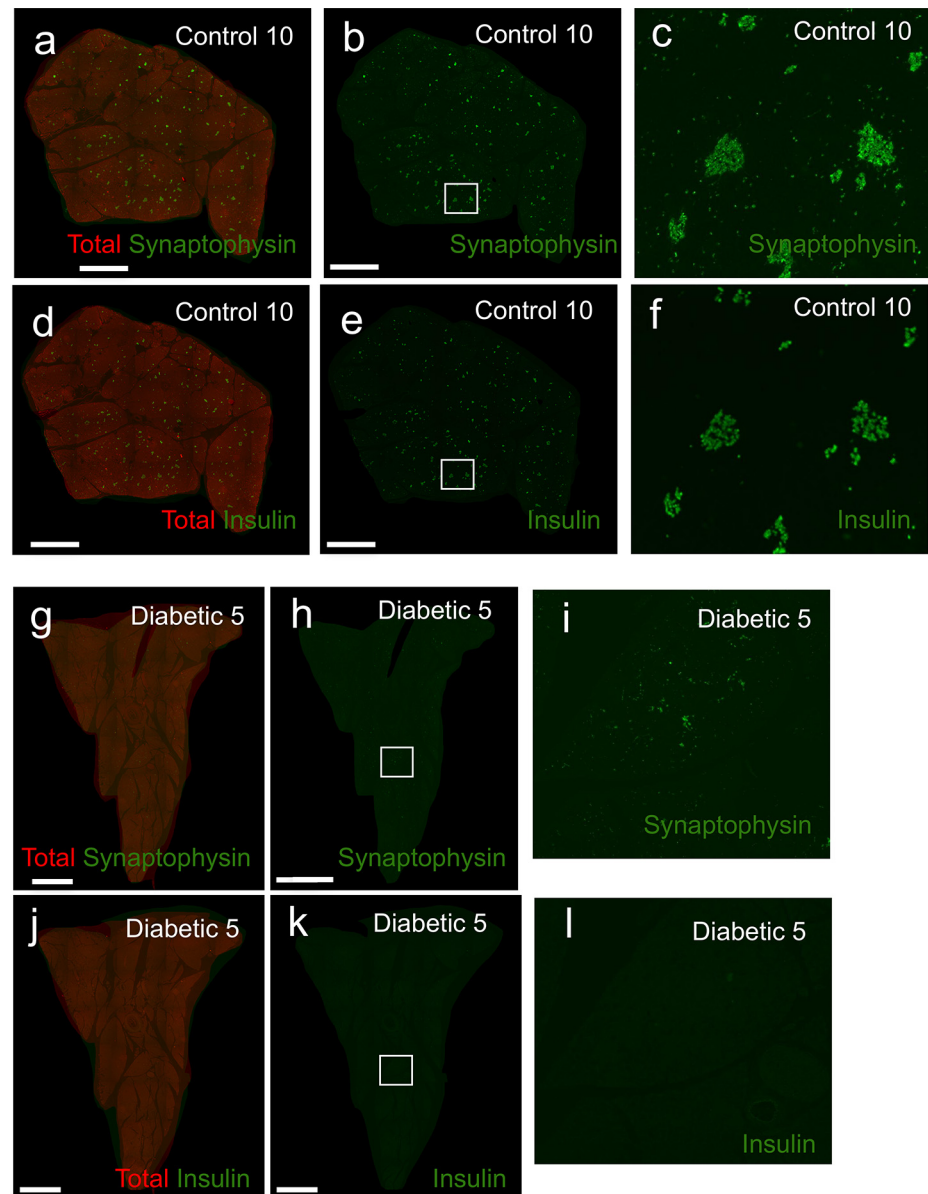 a Control 10
Total Synaptophysin
b Control 10
Synaptophysin
c Control 10
Synaptophysin
d Control 10
Total Insulin
e Control 10
Insulin
f Control 10
Insulin
g Diabetic 5
Total Synaptophysin
h Diabetic 5
Synaptophysin
i
Diabetic 5
Synaptophysin
j Diabetic 5
Total Insulin
k Diabetic 5
Insulin
l
Diabetic 5
Insulin